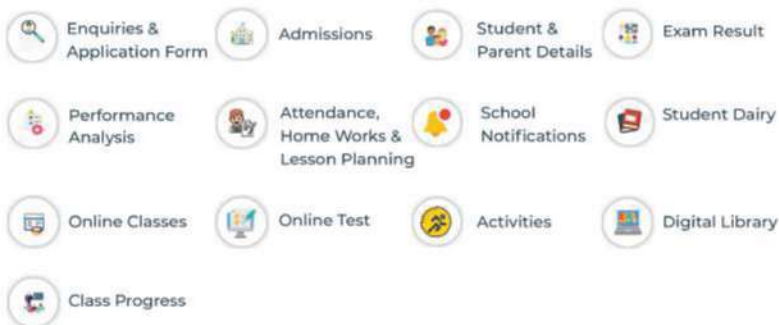 Enquiries &
Application Form
Admissions
Student &
Parent Details
Exam Result
Performance
Analysis
Attendance,
Home Works &
Lesson Planning
School
Notifications
Student Dairy
Online Classes
Online Test
Activities
Digital Library
Class Progress